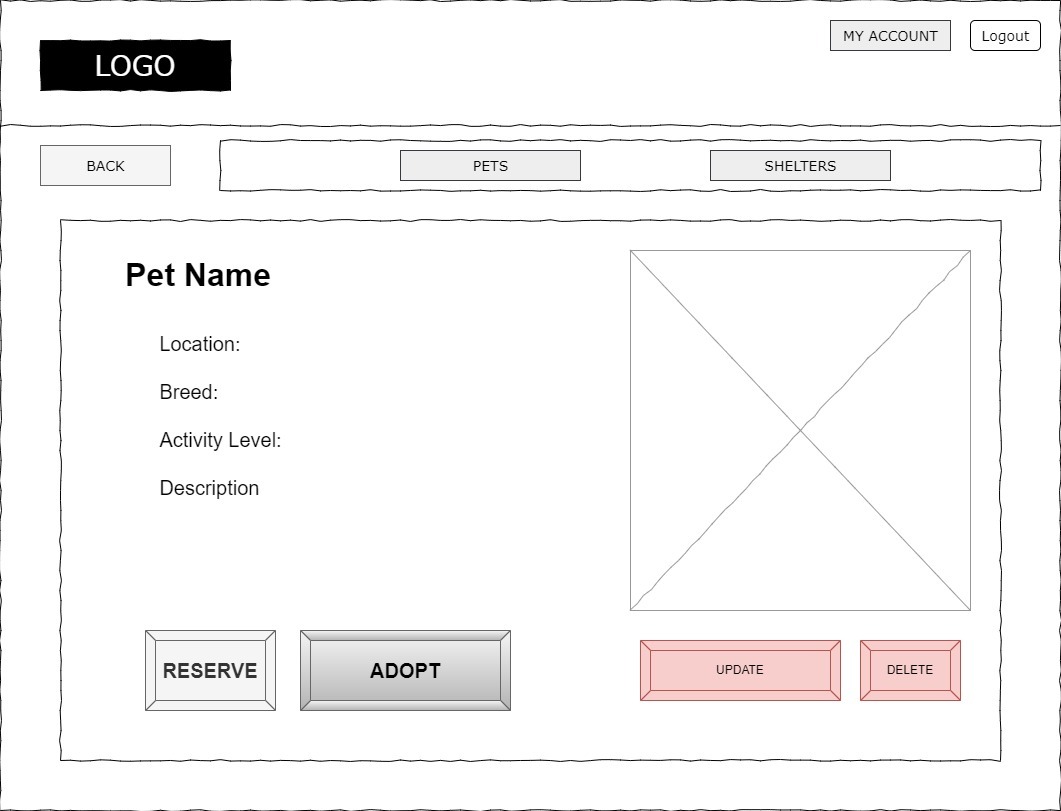 MY ACCOUNT
Logout
LOGO
BACK
PETS
SHELTERS
Pet Name
Location:
Breed:
Activity Level:
Description
RESERVE
ADOPT
UPDATE
DELETE